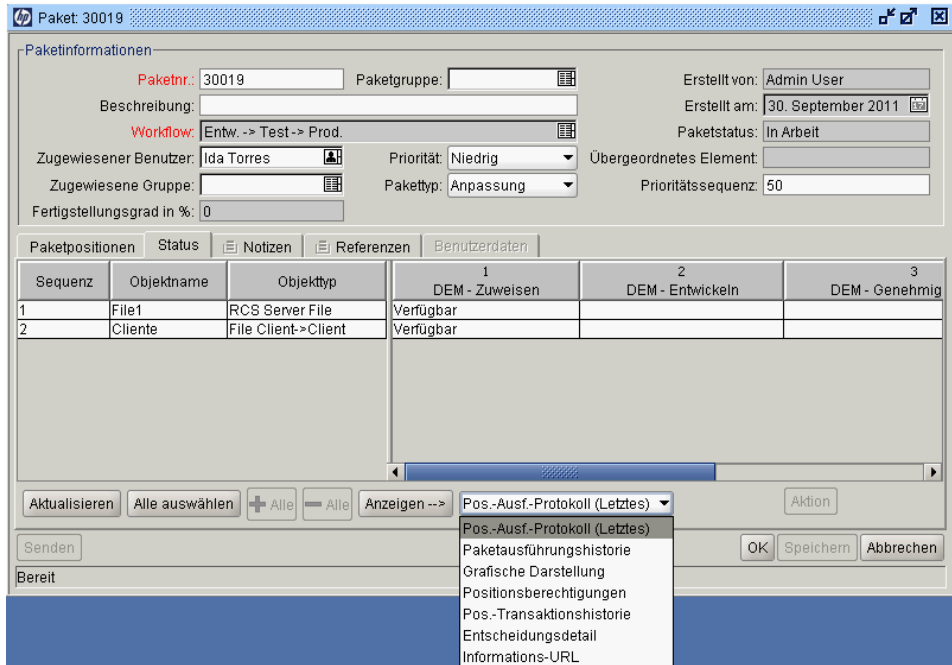 hp Paket: 30019
Paketinformationen
Paketnr.: 30019 Paketgruppe: Erstellt von: Admin User
Beschreibung: Erstellt am: 30. September 2011
Workflow: Entw. -> Test -> Prod. Paketstatus: In Arbeit
Zugewiesener Benutzer: Ida Torres Priorität: Niedrig Übergeordnetes Element:
Zugewiesene Gruppe: Pakettyp: Anpassung Prioritätssequenz: 50
Fertigstellungsgrad in %: 0
Paketpositionen Status Notizen Referenzen Benutzerdaten
Sequenz Objektname Objekttyp 1 DEM - Zuweisen 2 DEM - Entwickeln 3 DEM - Genehmig
1 File1 RCS Server File Verfügbar
2 Cliente File Client->Client Verfügbar
Aktualisieren Alle auswählen Alle Alle Anzeigen --> Pos.-Ausf.-Protokoll (Letztes) Aktion
Pos.-Ausf.-Protokoll (Letztes)
Paketausführungshistorie
Grafische Darstellung
Positionsberechtigungen
Pos.-Transaktionshistorie
Entscheidungsdetail
Informations-URL
Senden OK Speichern Abbrechen
Bereit